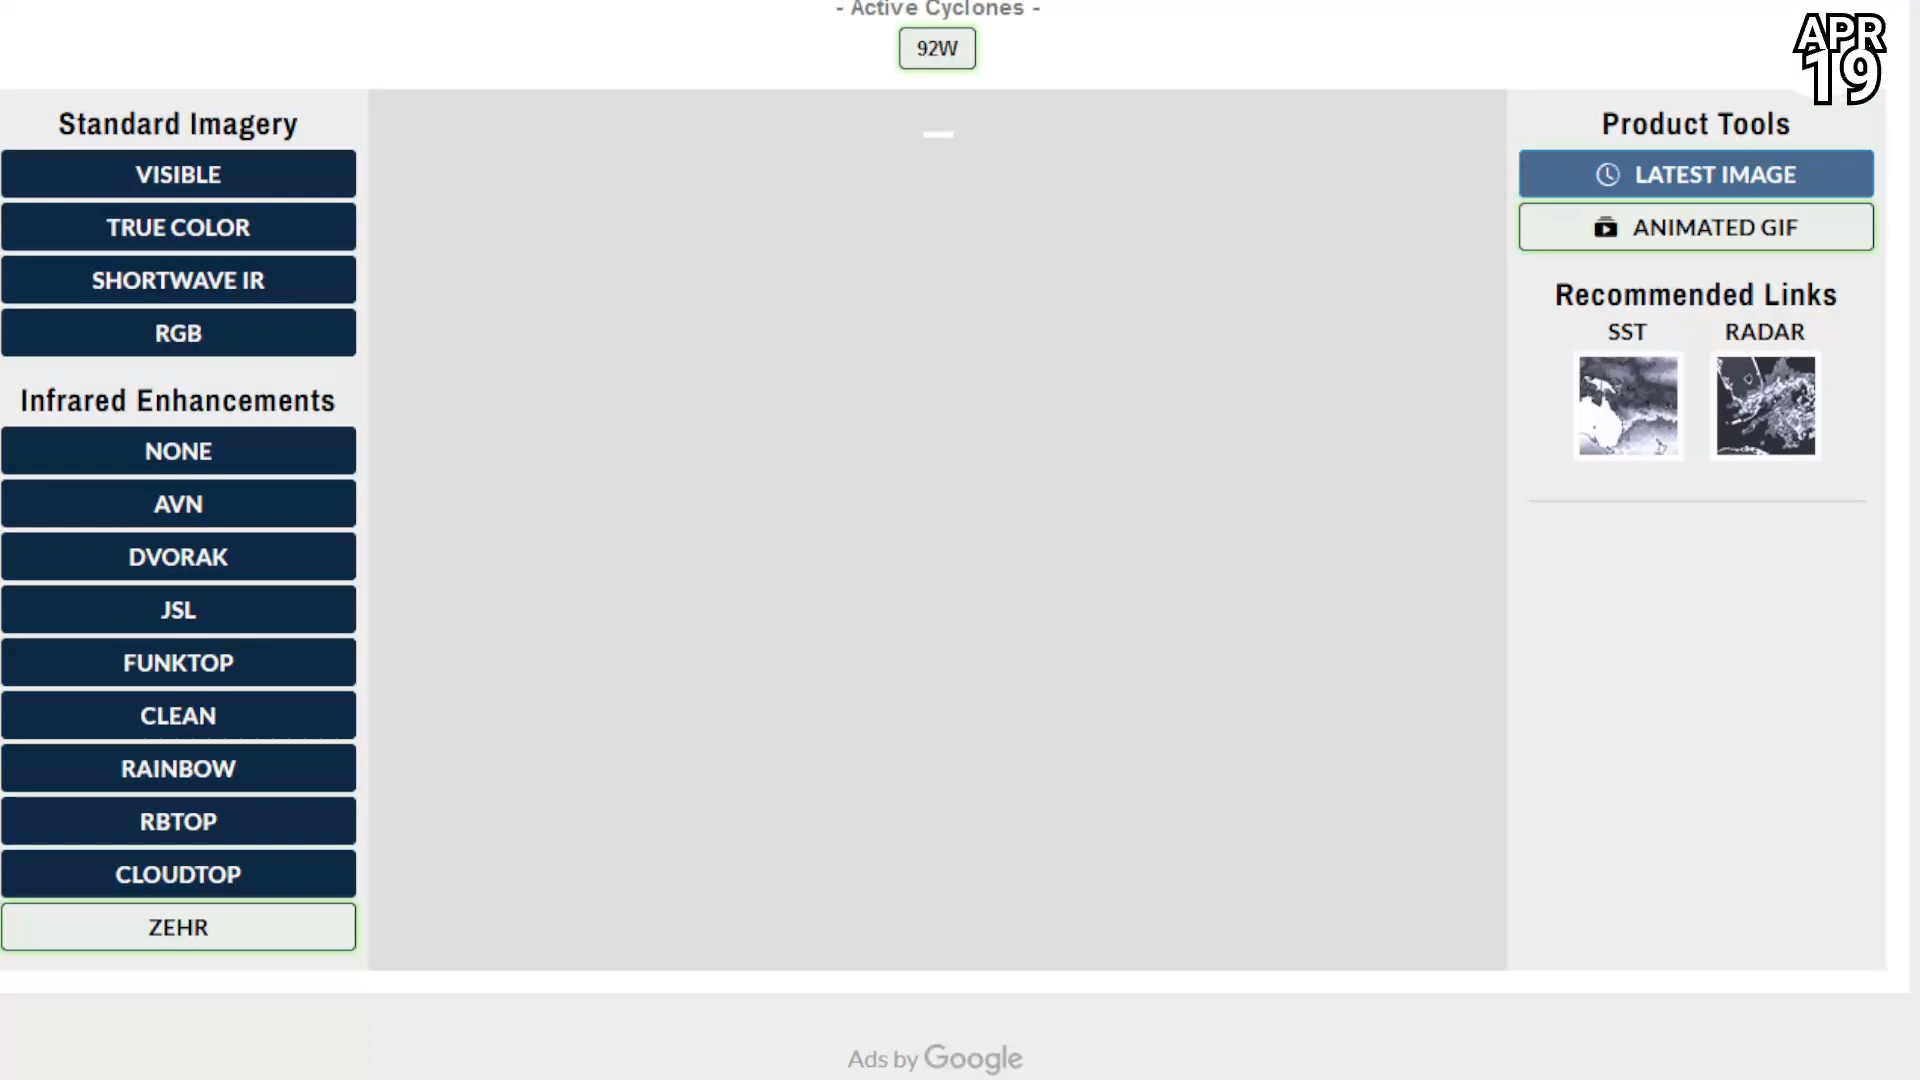 - Active Cyclones -
92W
APR
19
Standard Imagery
VISIBLE
TRUE COLOR
SHORTWAVE IR
RGB
Infrared Enhancements
NONE
AVN
DVORAK
JSL
FUNKTOP
CLEAN
RAINBOW
RBTOP
CLOUDTOP
ZEHR
Product Tools
LATEST IMAGE
ANIMATED GIF
Recommended Links
SST RADAR
Ads by Google